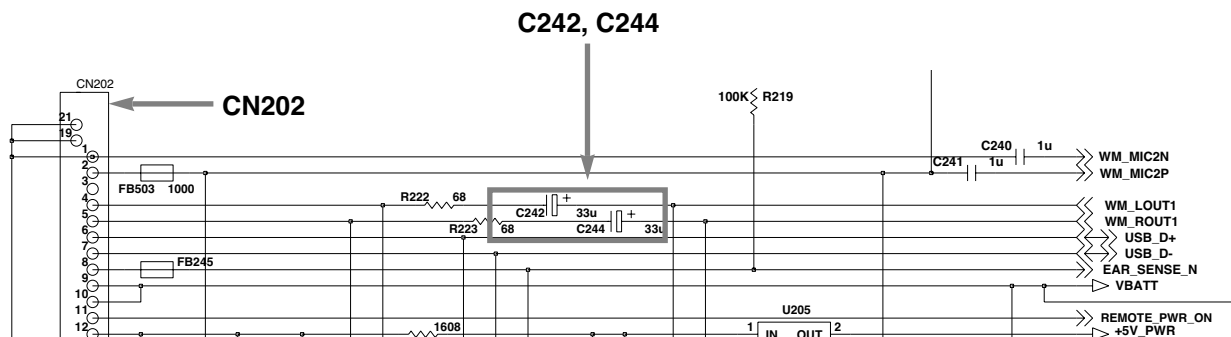 C242, C244
CN202
CN202
100K R219
21
19
C240 1u
1 WM_MIC2N
C241 1u
2 WM_MIC2P
FB503 1000
3
R222 68
4 WM_LOUT1
C242 + 33u
5 WM_ROUT1
R223 68 C244 + 33u
6 USB_D+
7 USB_D-
FB245
8 EAR_SENSE_N
9 VBATT
10
U205
11 REMOTE_PWR_ON
12 1608 1 IN OUT 2 +5V_PWR